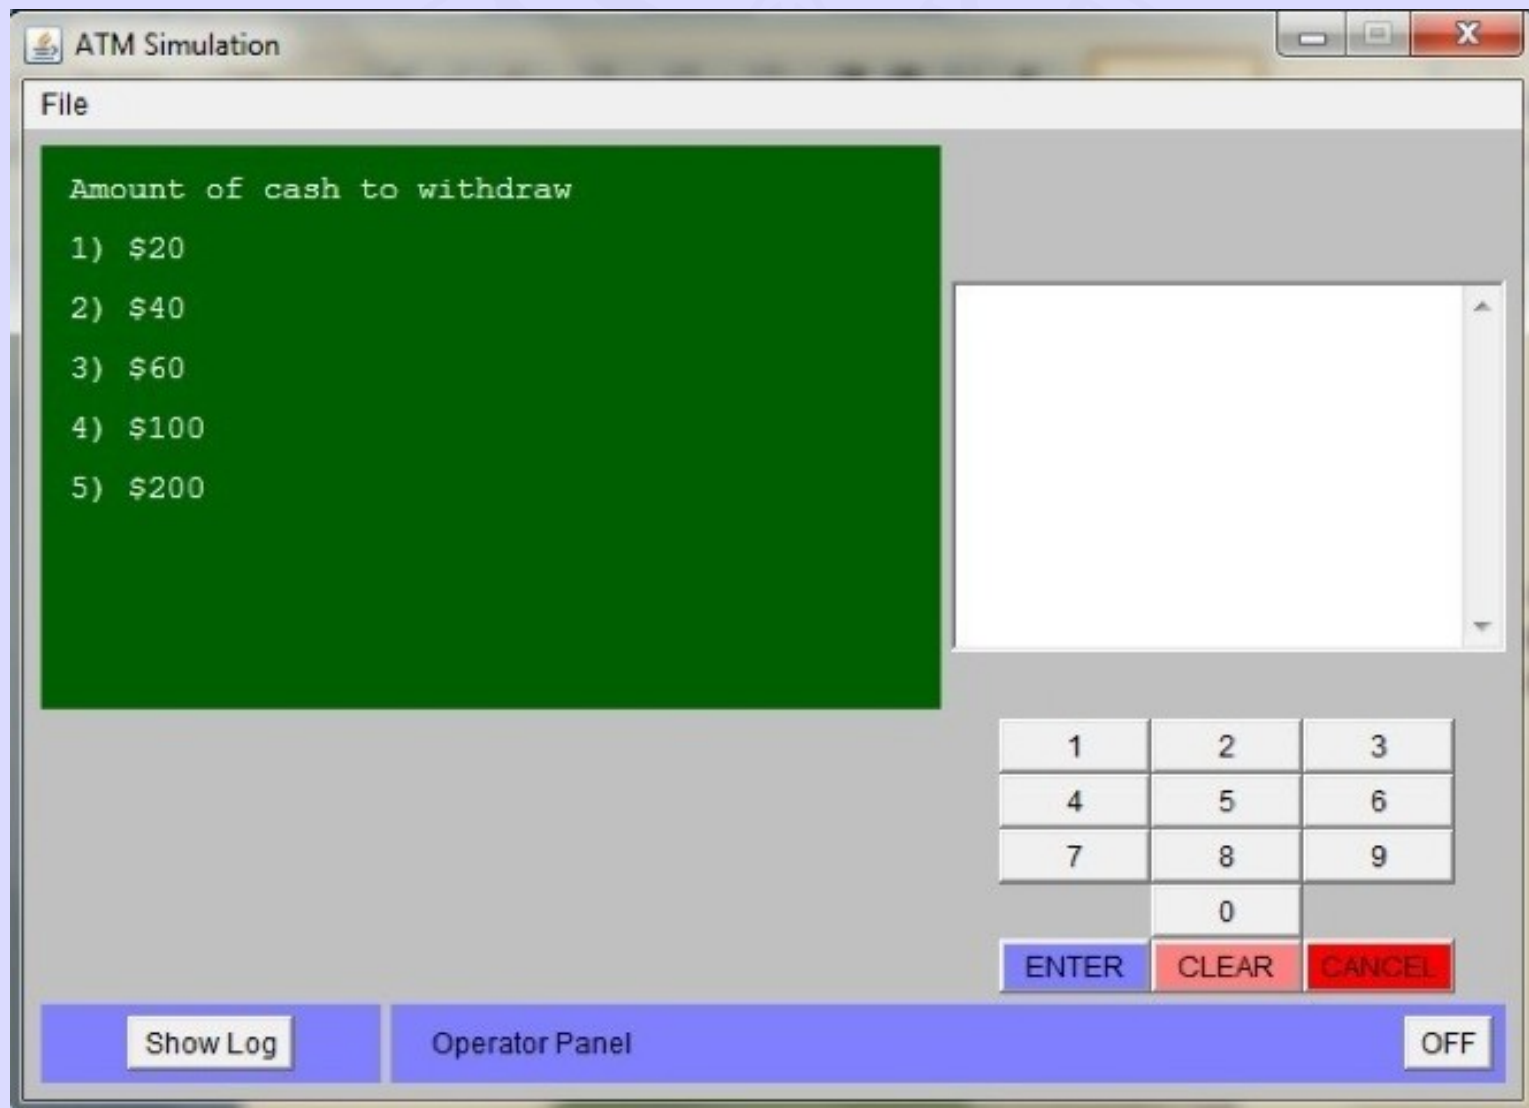 ATM Simulation
File
Amount of cash to withdraw
1) $20
2) $40
3) $60
4) $100
5) $200
1 2 3
4 5 6
7 8 9
0
ENTER CLEAR CANCEL
Show Log Operator Panel OFF